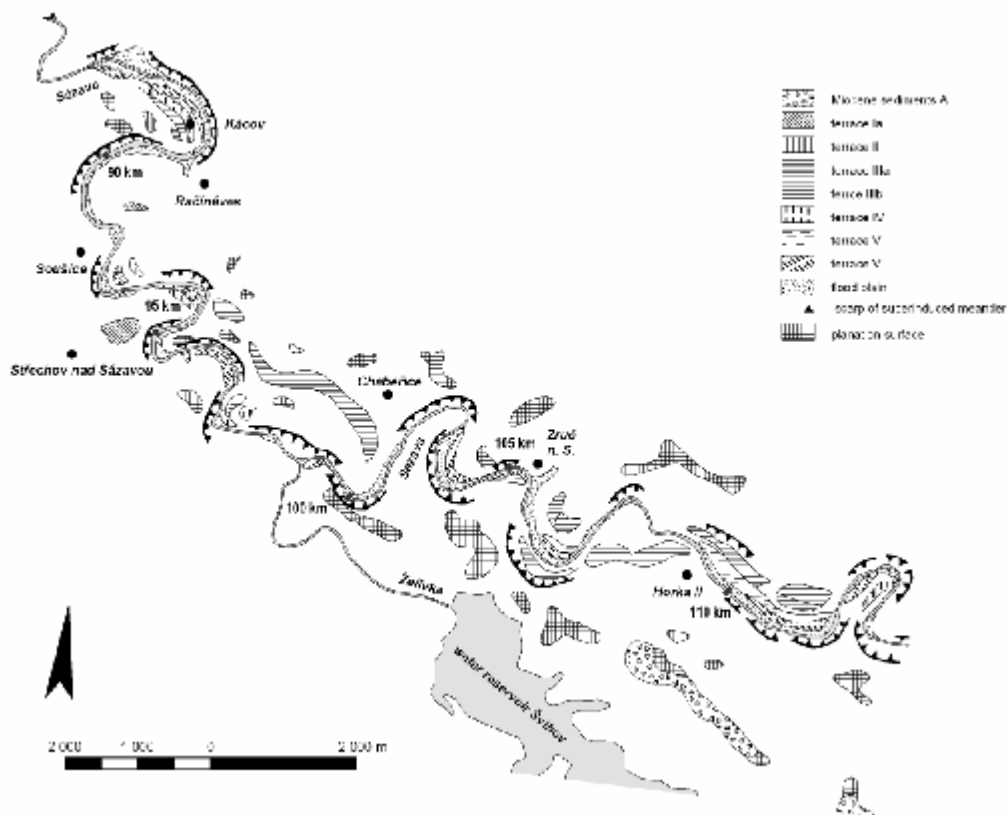 Sázava
Kácov
90 km
Račíněves
Soušice
95 km
Střechov nad Sázavou
Chabeřice
Sázava
105 km
Zruč
n. S.
100 km
Želivka
Horka II
110 km
water reservoir Švihov
2 000 1 000 0 2 000 m
Miocene sediments A
terrace Ia
terrace II
terrace IIIa
terrce IIIb
terrace IV
terrace V
terrace V
flood plain
scarp of superinduced meander
planation surface